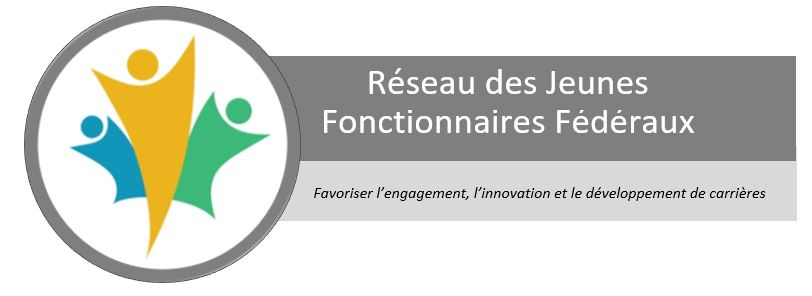 Réseau des Jeunes
Fonctionnaires Fédéraux
Favoriser l’engagement, l’innovation et le développement de carrières